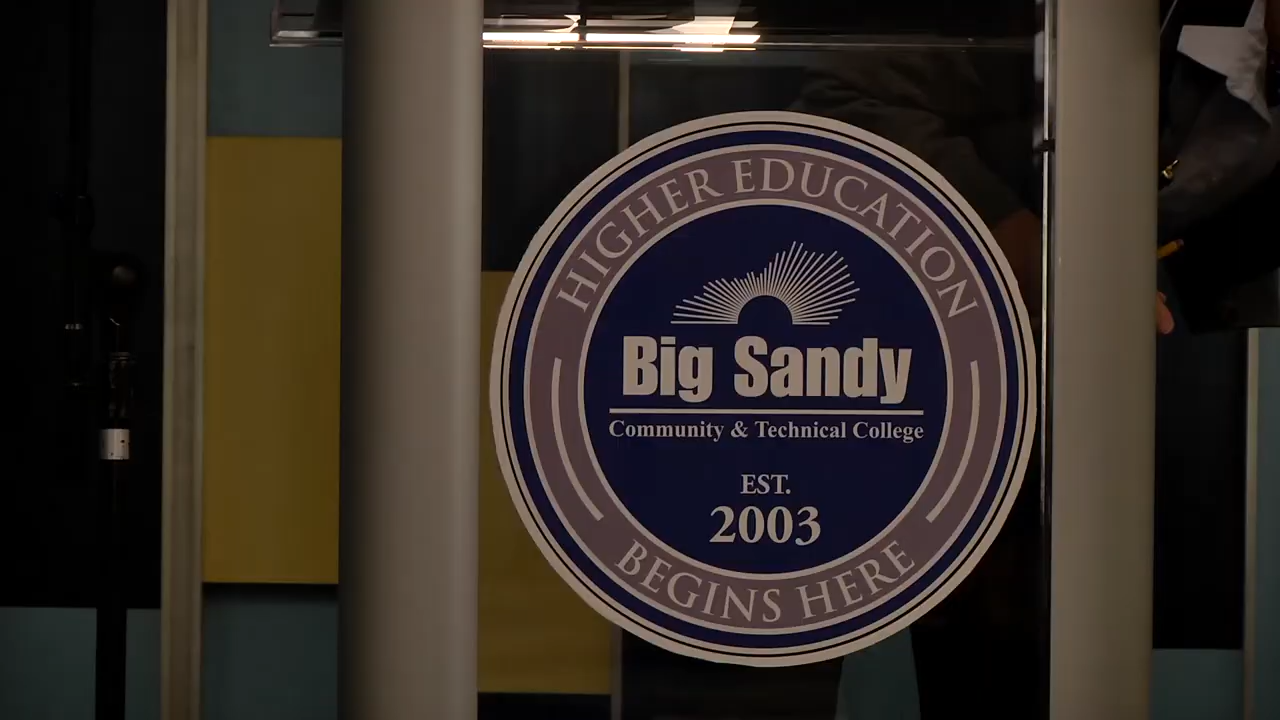 HIGHER EDUCATION
Big Sandy
Community & Technical College
EST.
2003
BEGINS HERE